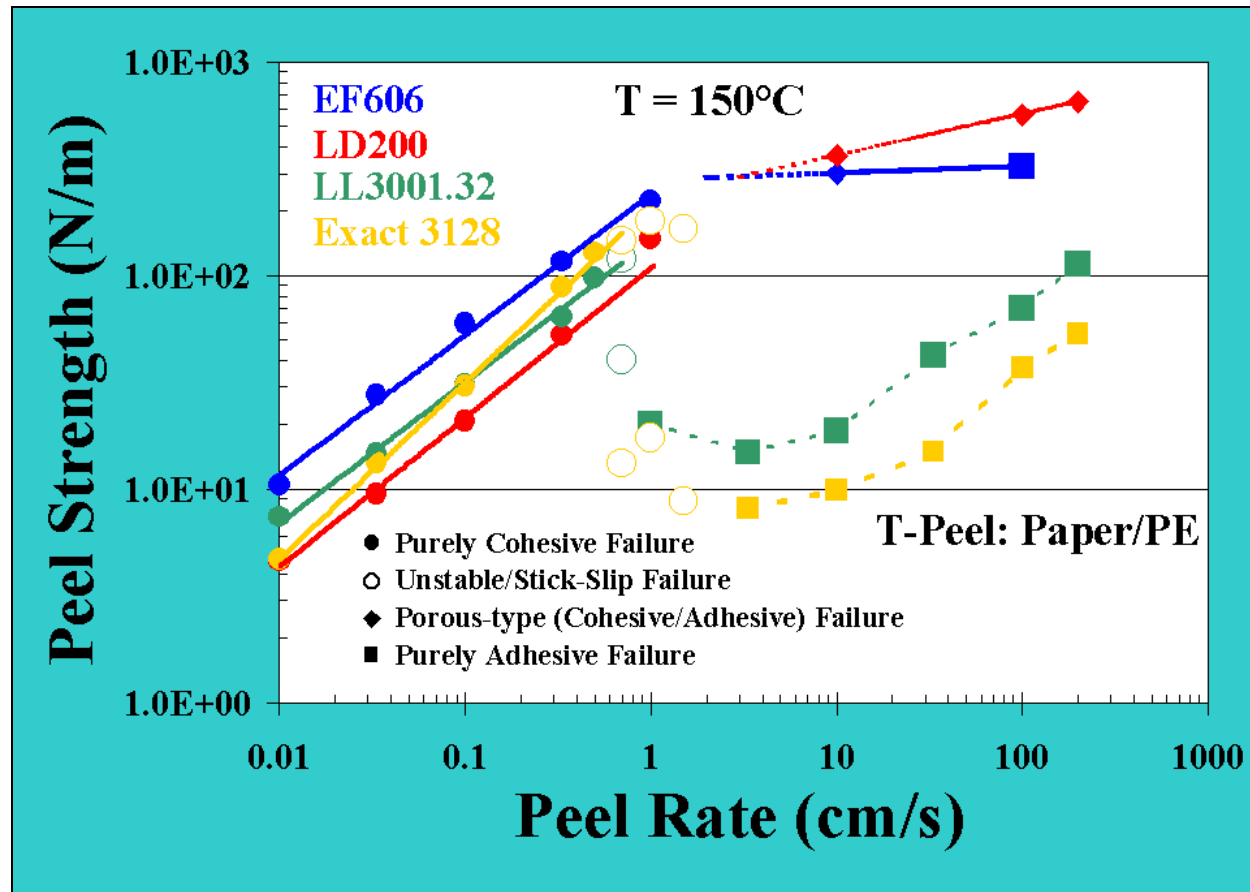 1.0E+03
1.0E+02
1.0E+01
1.0E+00
Peel Strength (N/m)
EF606
LD200
LL3001.32
Exact 3128
T = 150°C
T-Peel: Paper/PE
Purely Cohesive Failure
Unstable/Stick-Slip Failure
Porous-type (Cohesive/Adhesive) Failure
Purely Adhesive Failure
0.01 0.1 1 10 100 1000
Peel Rate (cm/s)